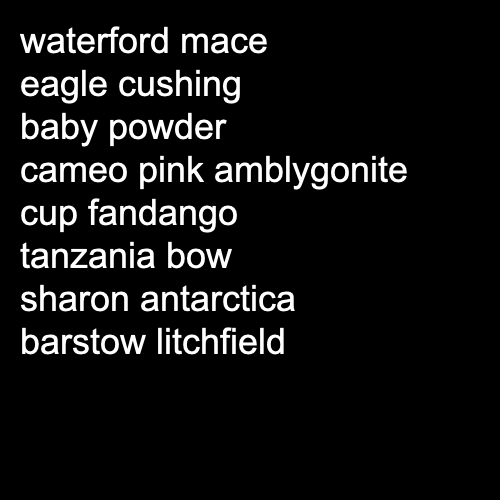 waterford mace
eagle cushing
baby powder
cameo pink amblygonite
cup fandango
tanzania bow
sharon antarctica
barstow litchfield